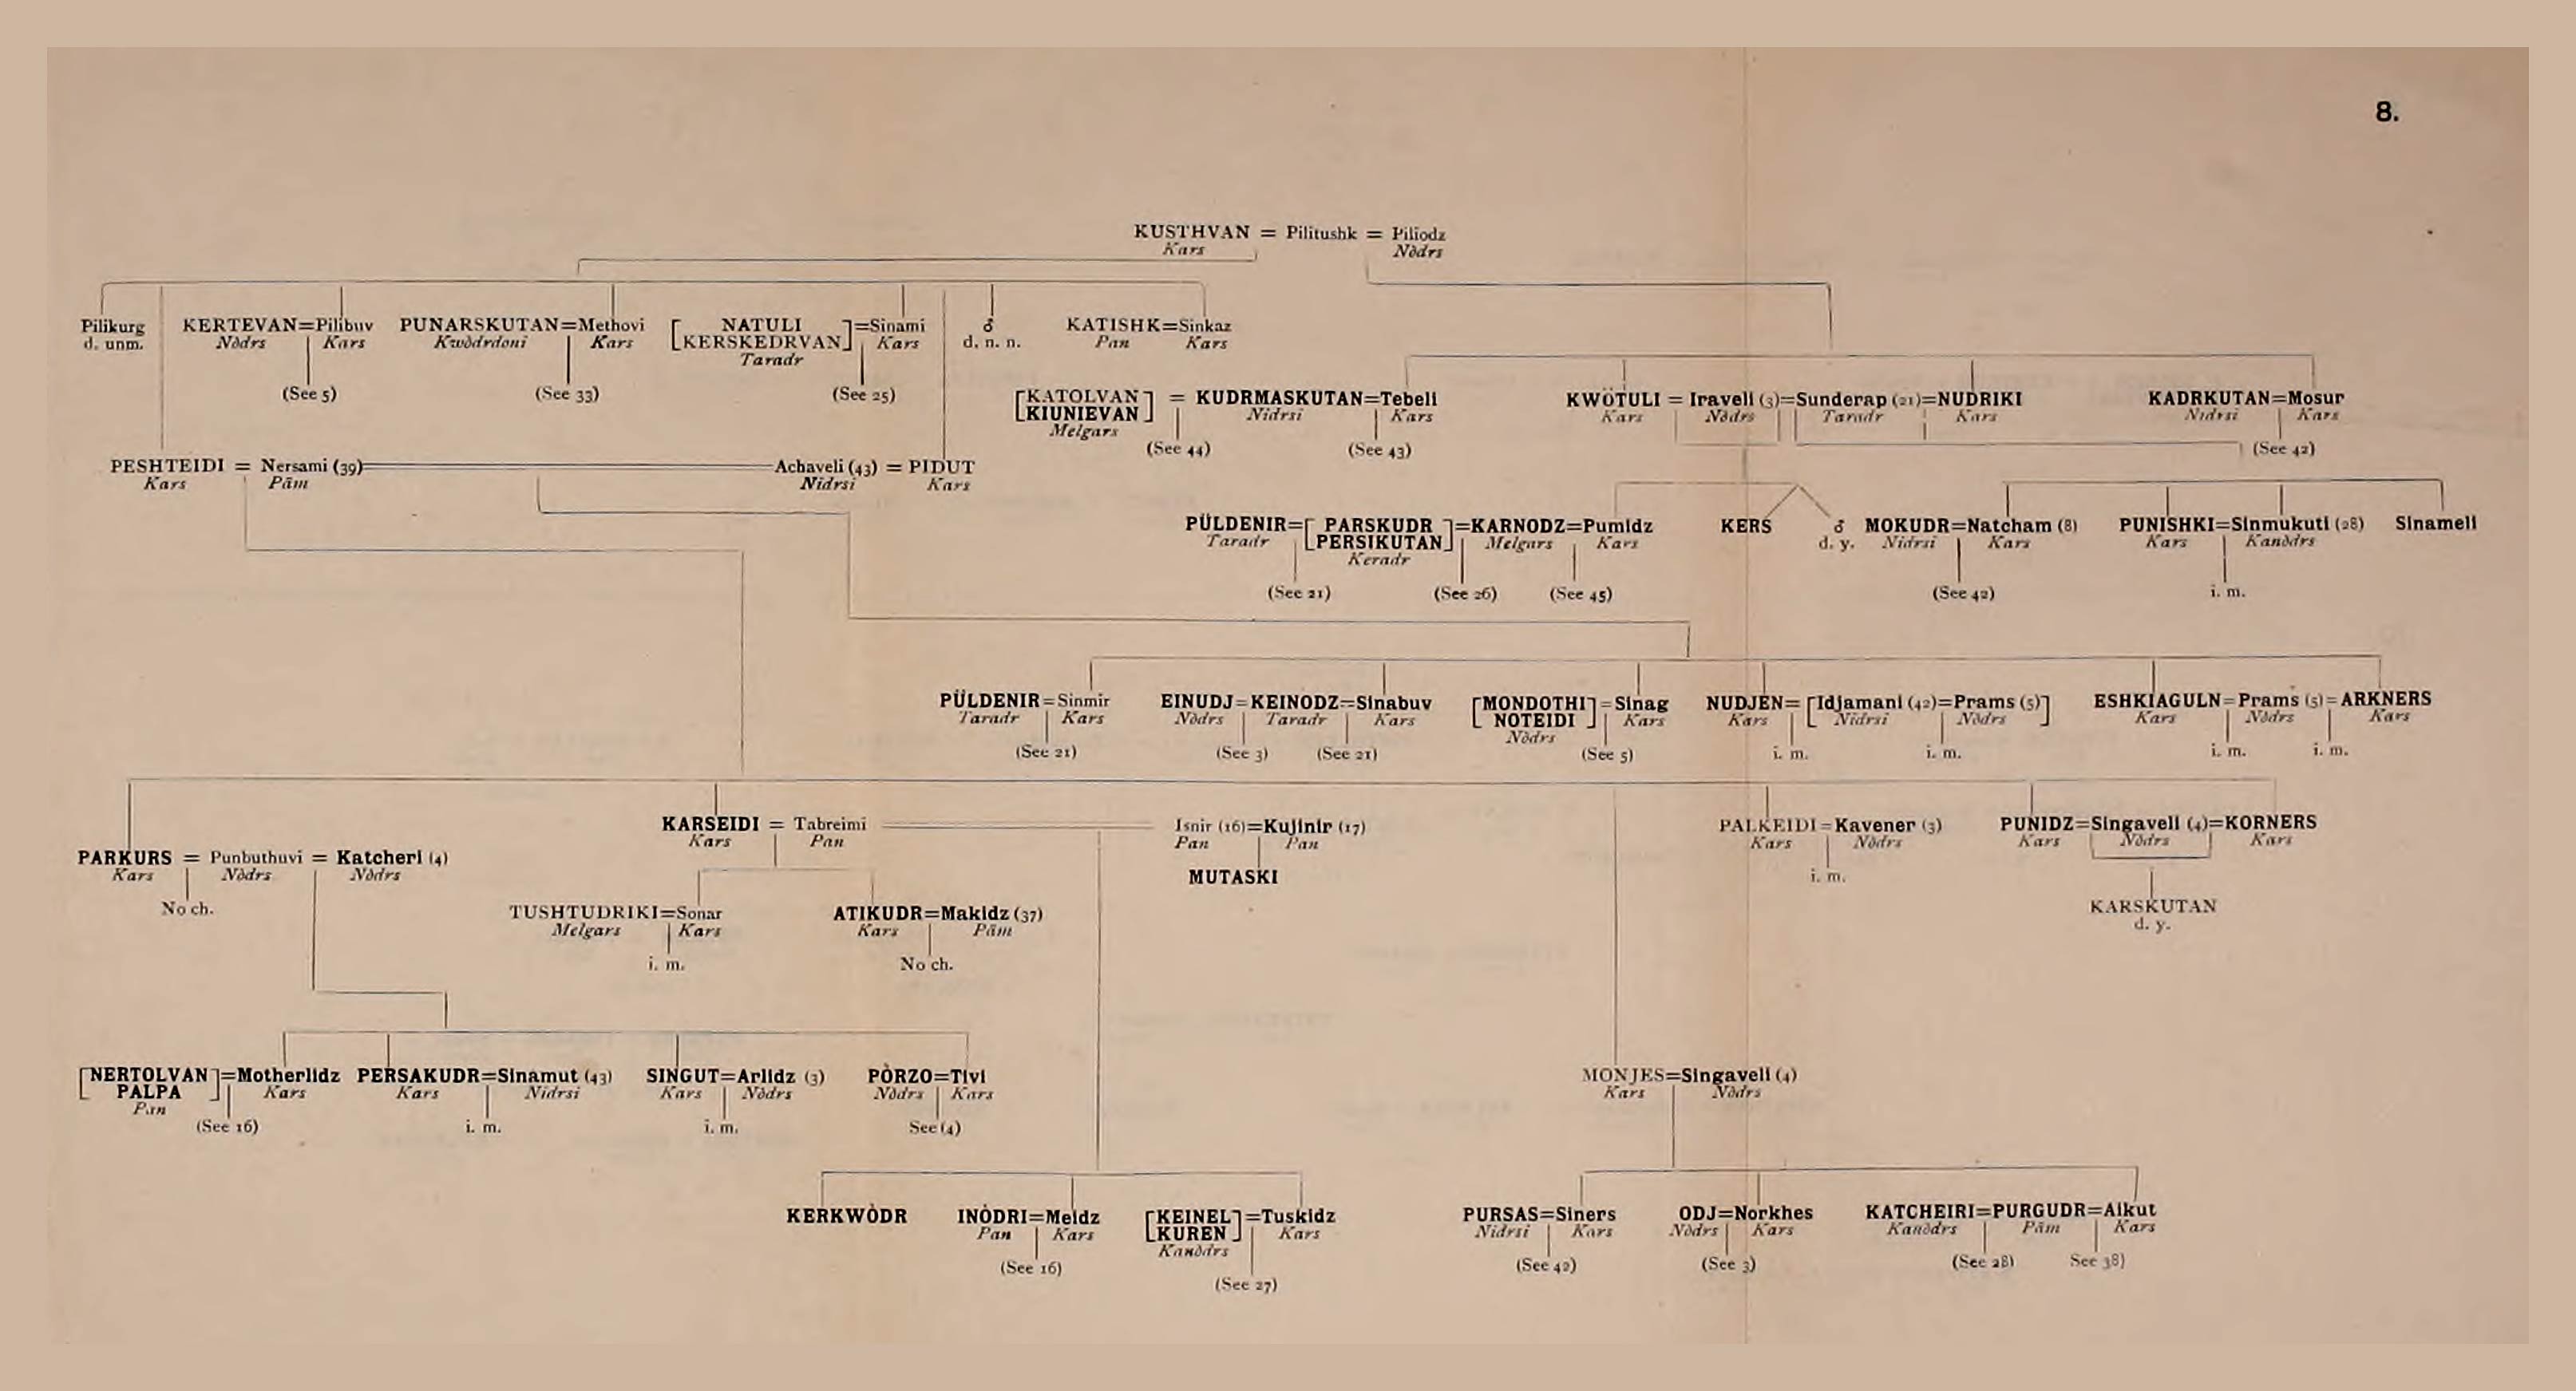 8.
KUSTHVAN = Pilitushk = Piliodz
Kars Nòdrs
Pilikurg KERTEVAN=Pilibuv PUNARSKUTAN=Methovi [NATULI KERSKEDRVAN]=Sinami ♂ KATISHK=Sinkaz
d. unm. Nòdrs Kars Kwòdrdoni Kars Taradr Kars d. n. n. Pan Kars
(See 5) (See 33) (See 25)
[KATOLVAN KIUNIEVAN] = KUDRMASKUTAN=Tebeli KWÖTULI = Iraveli (3)=Sunderap (21)=NUDRIKI KADRKUTAN=Mosur
Melgars Nidrsi Kars Kars Nòdrs Taradr Kars Nidrsi Kars
(See 44) (See 43) (See 42)
PESHTEIDI = Nersami (39) Achaveli (43) = PIDUT
Kars Päm Nidrsi Kars
PÜLDENIR=[PARSKUDR PERSIKUTAN]=KARNODZ=Pumidz KERS ♂ MOKUDR=Natcham (8) PUNISHKI=Sinmukuti (28) Sinameli
Taradr Keradr Melgars Kars d. y. Nidrsi Kars Kars Kanòdrs
(See 21) (See 26) (See 45) (See 42) i. m.
PÜLDENIR=Sinmir EINUDJ=KEINODZ=Sinabuv [MONDOTHI NOTEIDI]=Sinag NUDJEN=[Idjamani (42)=Prams (5)] ESHKIAGULN=Prams (5)=ARKNERS
Taradr Kars Nòdrs Taradr Kars Nòdrs Kars Kars Nidrsi Nòdrs Kars Nòdrs Kars
(See 21) (See 3) (See 21) (See 5) i. m. i. m. i. m. i. m.
KARSEIDI = Tabreimi Isnir (16)=Kujinir (17) PALKEIDI=Kavener (3) PUNIDZ=Singaveli (4)=KORNERS
Kars Pan Pan Pan Kars Nòdrs Kars Nòdrs Kars
PARKURS = Punbuthuvi = Katcheri (4)
Kars Nòdrs Nòdrs
MUTASKI i. m.
No ch. KARSKUTAN
d. y.
TUSHTUDRIKI=Sonar ATIKUDR=Makidz (37)
Melgars Kars Kars Päm
i. m. No ch.
[NERTOLVAN PALPA]=Motherlidz PERSAKUDR=Sinamut (43) SINGUT=Arlidz (3) PÒRZO=Tivi MONJES=Singaveli (4)
Pan Kars Kars Nidrsi Kars Nòdrs Nòdrs Kars Kars Nòdrs
(See 16) i. m. i. m. See (4)
KERKWÒDR INÒDRI=Meidz [KEINEL KUREN]=Tuskidz PURSAS=Siners ODJ=Norkhes KATCHEIRI=PURGUDR=Aikut
Pan Kars Kanòdrs Kars Nidrsi Kars Nòdrs Kars Kanòdrs Päm Kars
(See 16) (See 27) (See 42) (See 3) (See 28) See 38)